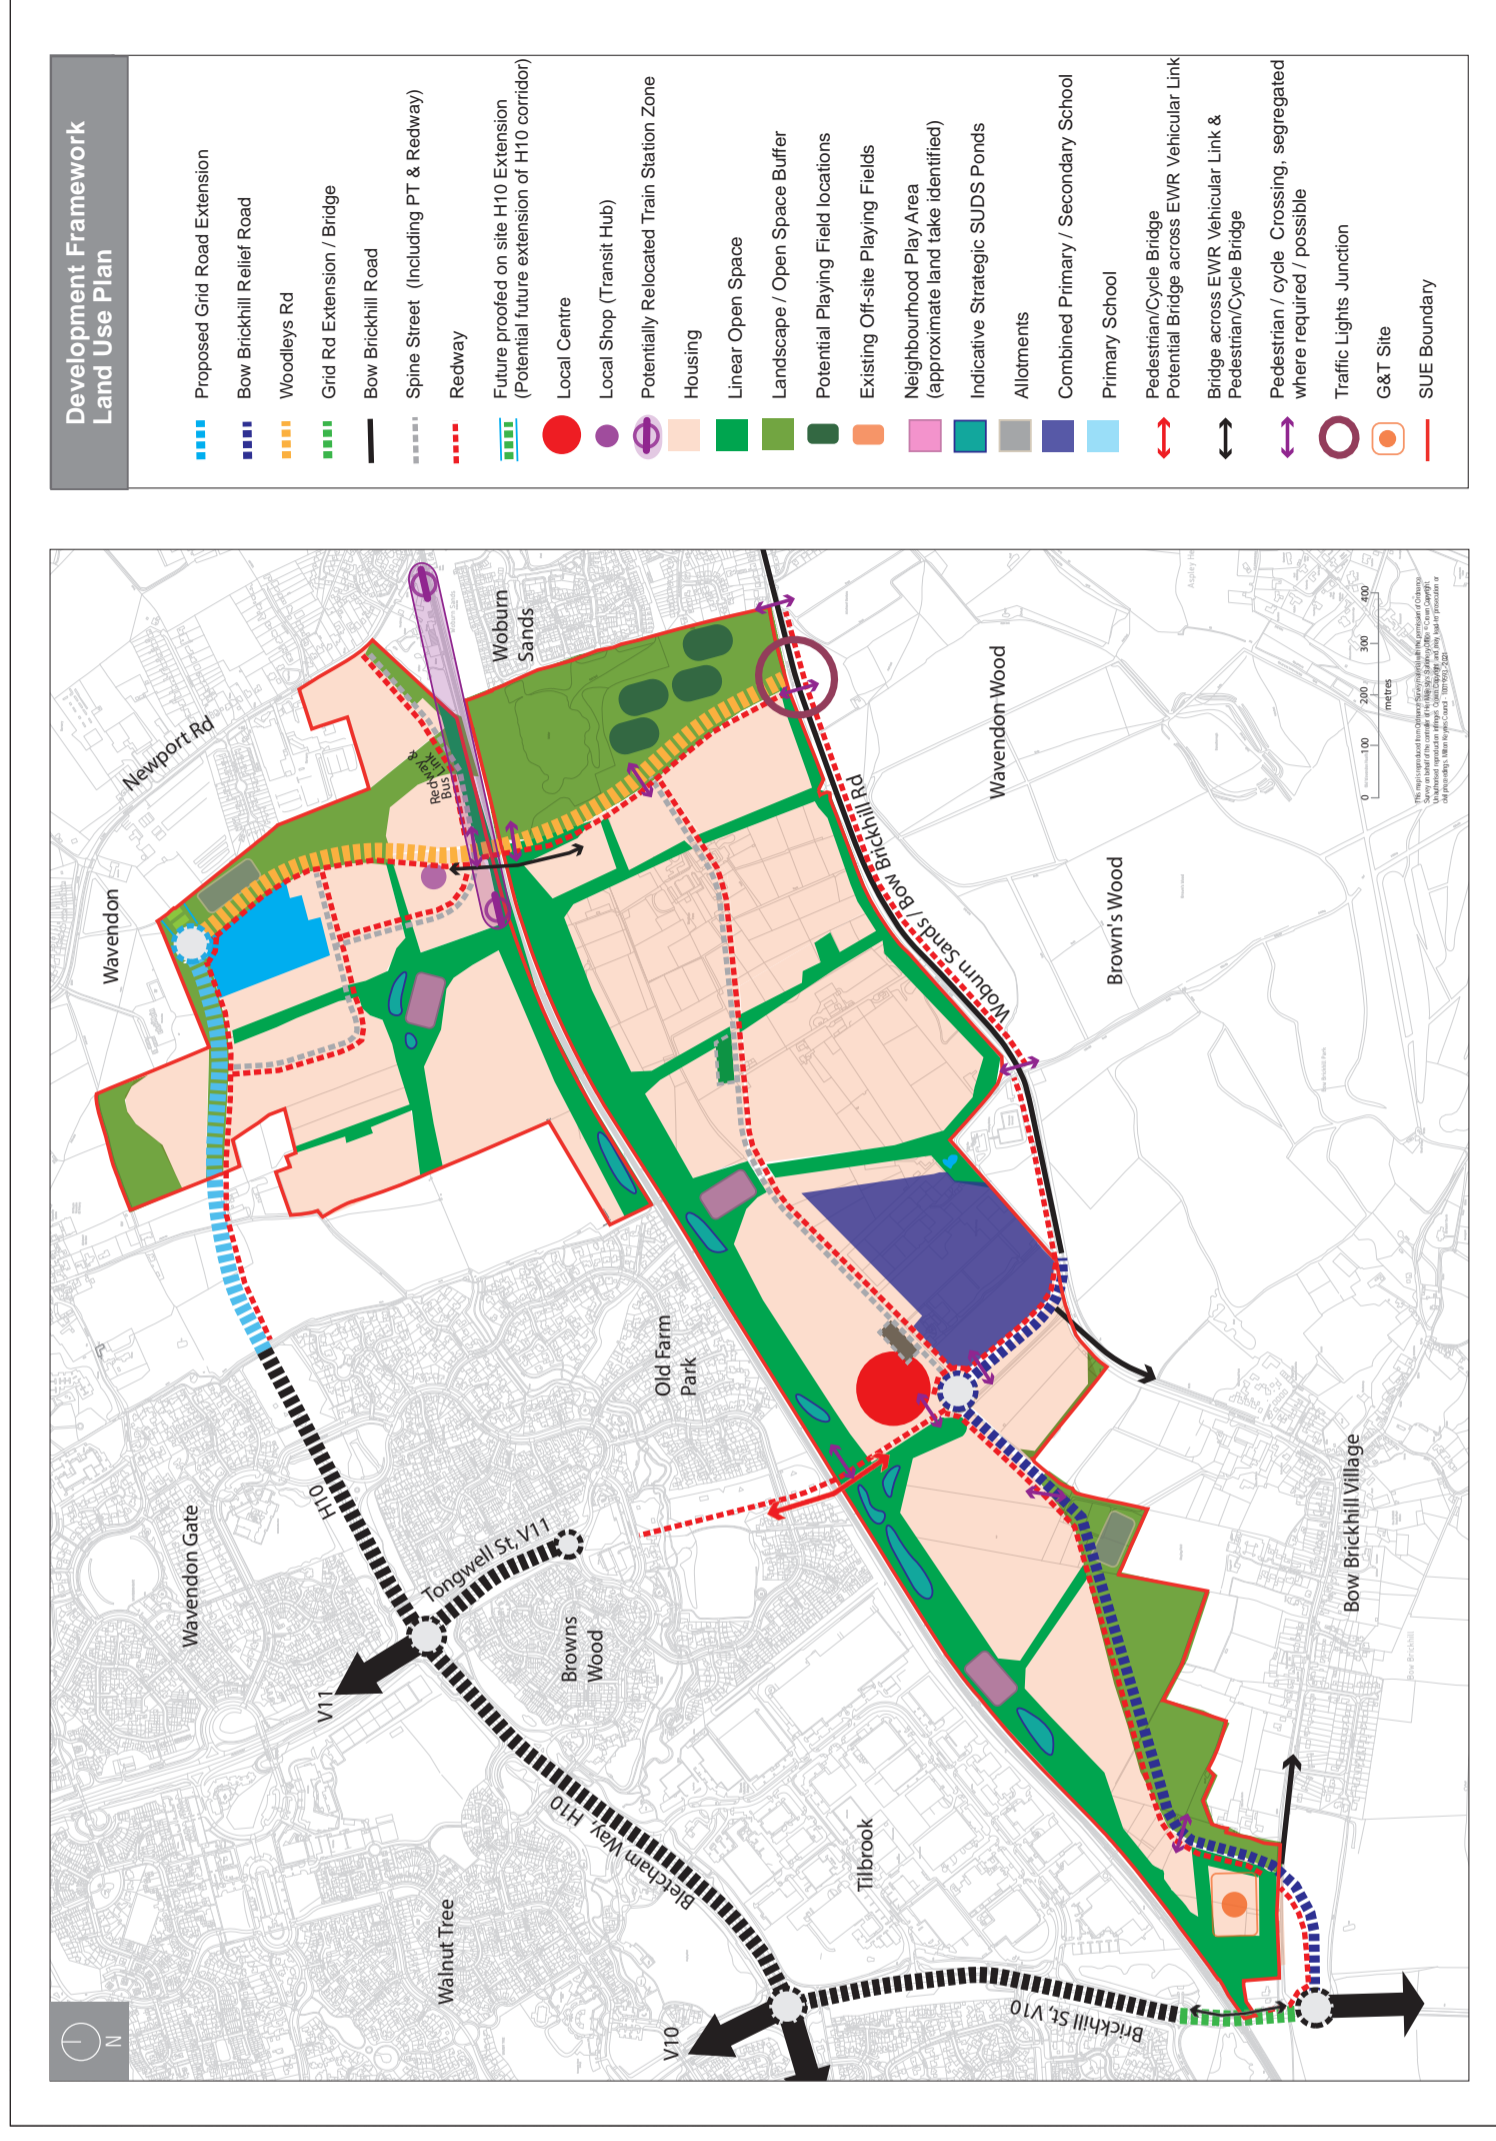 Development Framework
Land Use Plan
Proposed Grid Road Extension
Bow Brickhill Relief Road
Woodleys Rd
Grid Rd Extension / Bridge
Bow Brickhill Road
Spine Street (Including PT & Redway)
Redway
Future proofed on site H10 Extension
(Potential future extension of H10 corridor)
Local Centre
Local Shop (Transit Hub)
Potentially Relocated Train Station Zone
Housing
Linear Open Space
Landscape / Open Space Buffer
Potential Playing Field locations
Existing Off-site Playing Fields
Neighbourhood Play Area
(approximate land take identified)
Indicative Strategic SUDS Ponds
Allotments
Combined Primary / Secondary School
Primary School
Pedestrian/Cycle Bridge
Potential Bridge across EWR Vehicular Link
Bridge across EWR Vehicular Link &
Pedestrian/Cycle Bridge
Pedestrian / cycle Crossing, segregated
where required / possible
Traffic Lights Junction
G&T Site
SUE Boundary
N
Newport Rd
Wavendon
Woburn
Sands
Redway &
Bus Link
Wavendon Wood
Woburn Sands / Bow Brickhill Rd
Brown's Wood
Old Farm
Park
Wavendon Gate
H10
Tongwell St, V11
V11
Browns
Wood
Bletcham Way, H10
Walnut Tree
Tilbrook
V10
Brickhill St, V10
Bow Brickhill Village
Bow Brickhill
0 100 200 300 400
metres